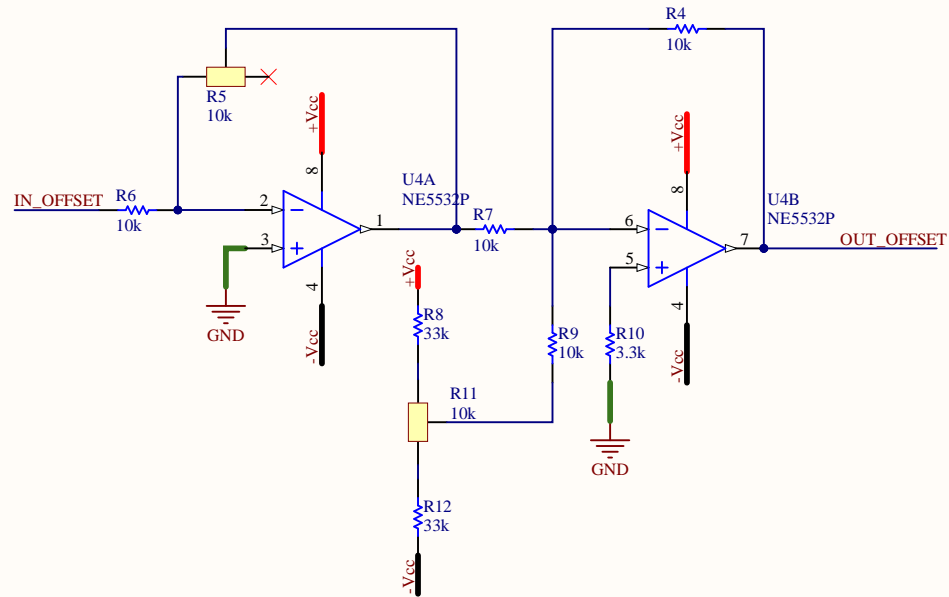 R4
10k
R5
10k
+Vcc
+Vcc
8
8
U4A
NE5532P
IN_OFFSET
R6
10k
2
3
1
4
-Vcc
GND
R7
10k
U4B
NE5532P
6
5
7
4
-Vcc
OUT_OFFSET
+Vcc
R8
33k
R9
10k
R10
3.3k
R11
10k
GND
R12
33k
-Vcc